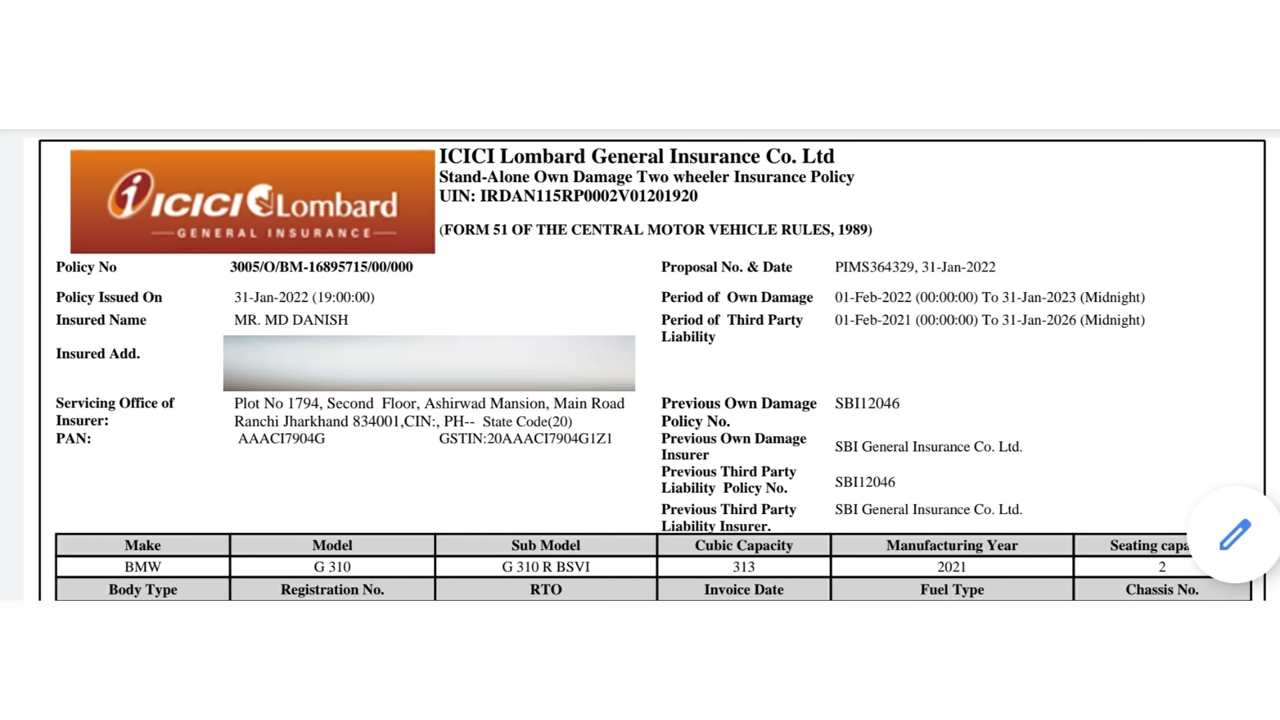 iICICI Lombard
GENERAL INSURANCE
ICICI Lombard General Insurance Co. Ltd
Stand-Alone Own Damage Two wheeler Insurance Policy
UIN: IRDAN115RP0002V01201920
(FORM 51 OF THE CENTRAL MOTOR VEHICLE RULES, 1989)
Policy No 3005/O/BM-16895715/00/000
Policy Issued On 31-Jan-2022 (19:00:00)
Insured Name MR. MD DANISH
Insured Add.
Servicing Office of Insurer: Plot No 1794, Second Floor, Ashirwad Mansion, Main Road
Ranchi Jharkhand 834001,CIN:, PH-- State Code(20)
PAN: AAACI7904G GSTIN:20AAACI7904G1Z1
Proposal No. & Date PIMS364329, 31-Jan-2022
Period of Own Damage 01-Feb-2022 (00:00:00) To 31-Jan-2023 (Midnight)
Period of Third Party 01-Feb-2021 (00:00:00) To 31-Jan-2026 (Midnight)
Liability
Previous Own Damage SBI12046
Policy No.
Previous Own Damage
Insurer SBI General Insurance Co. Ltd.
Previous Third Party
Liability Policy No. SBI12046
Previous Third Party SBI General Insurance Co. Ltd.
Liability Insurer.
Make Model Sub Model Cubic Capacity Manufacturing Year Seating
BMW G 310 G 310 R BSVI 313 2021 2
Body Type Registration No. RTO Invoice Date Fuel Type Chassis No.